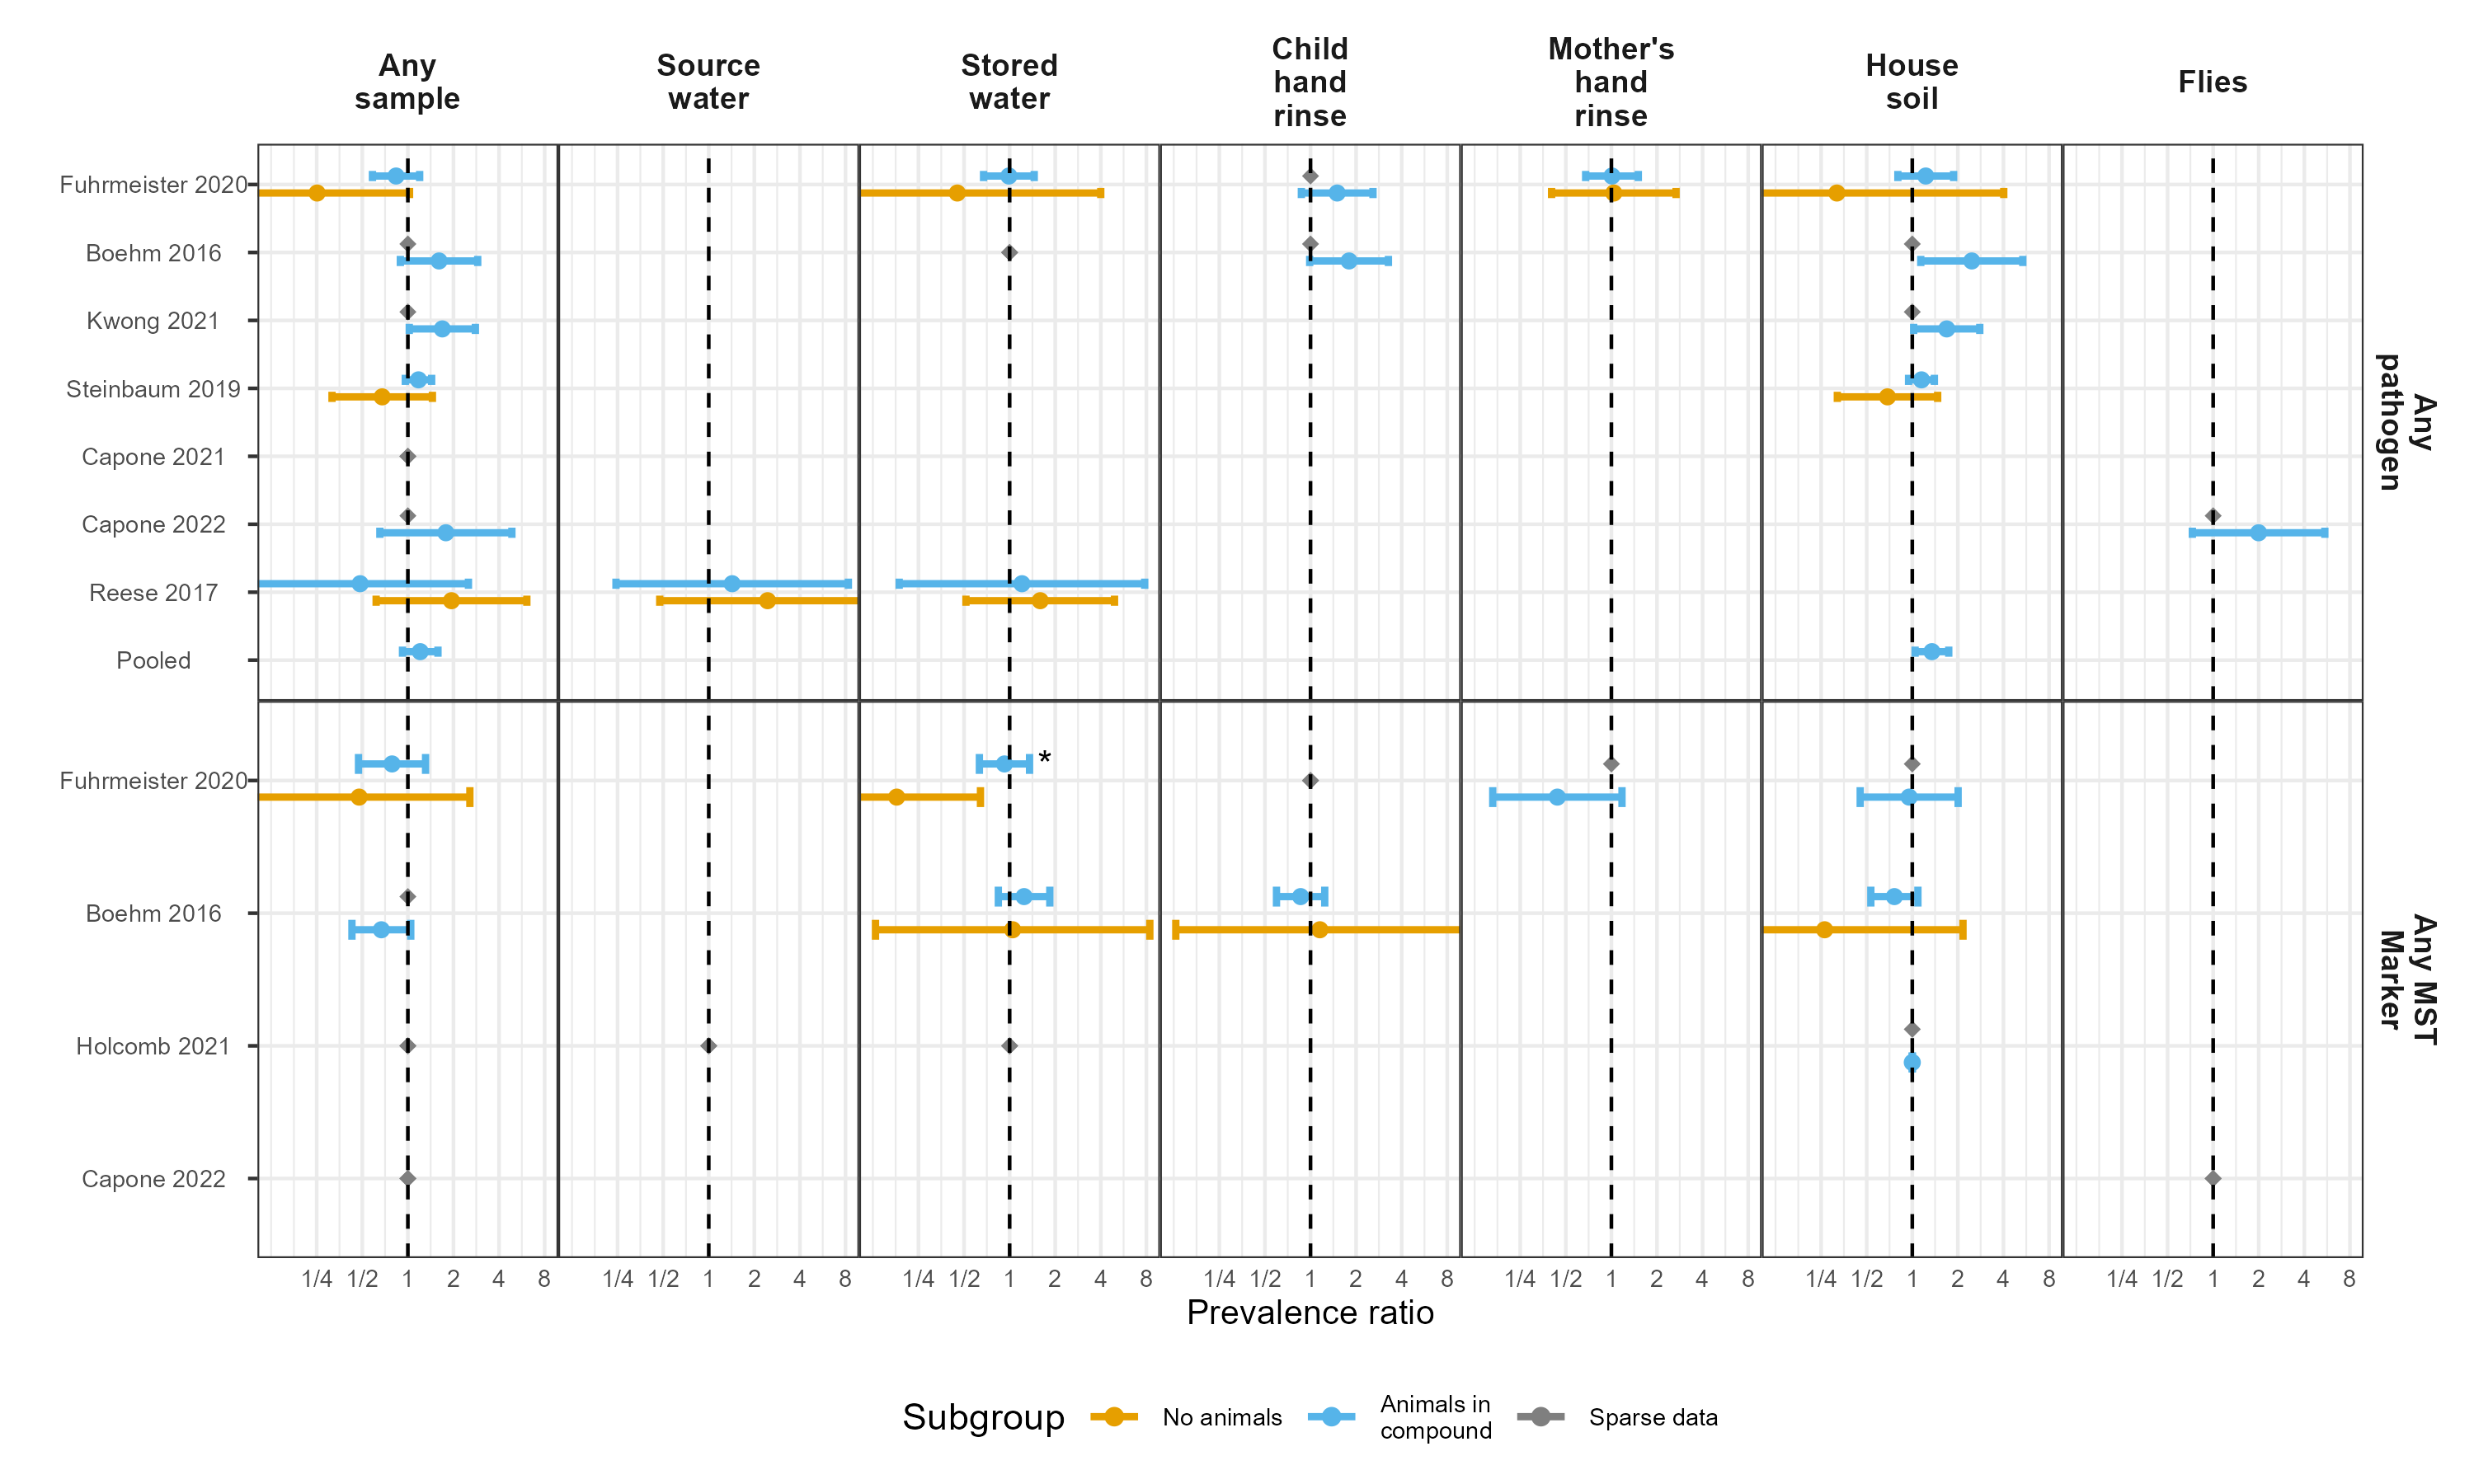 Any
sample
Source
water
Stored
water
Child
hand
rinse
Mother's
hand
rinse
House
soil
Flies
Fuhrmeister 2020
Boehm 2016
Kwong 2021
Steinbaum 2019
Capone 2021
Capone 2022
Reese 2017
Pooled
Any
pathogen
Fuhrmeister 2020
*
Boehm 2016
Holcomb 2021
Capone 2022
Any MST
Marker
1/4 1/2 1 2 4 8 1/4 1/2 1 2 4 8 1/4 1/2 1 2 4 8 1/4 1/2 1 2 4 8 1/4 1/2 1 2 4 8 1/4 1/2 1 2 4 8 1/4 1/2 1 2 4 8
Prevalence ratio
Subgroup
No animals
Animals in
compound
Sparse data